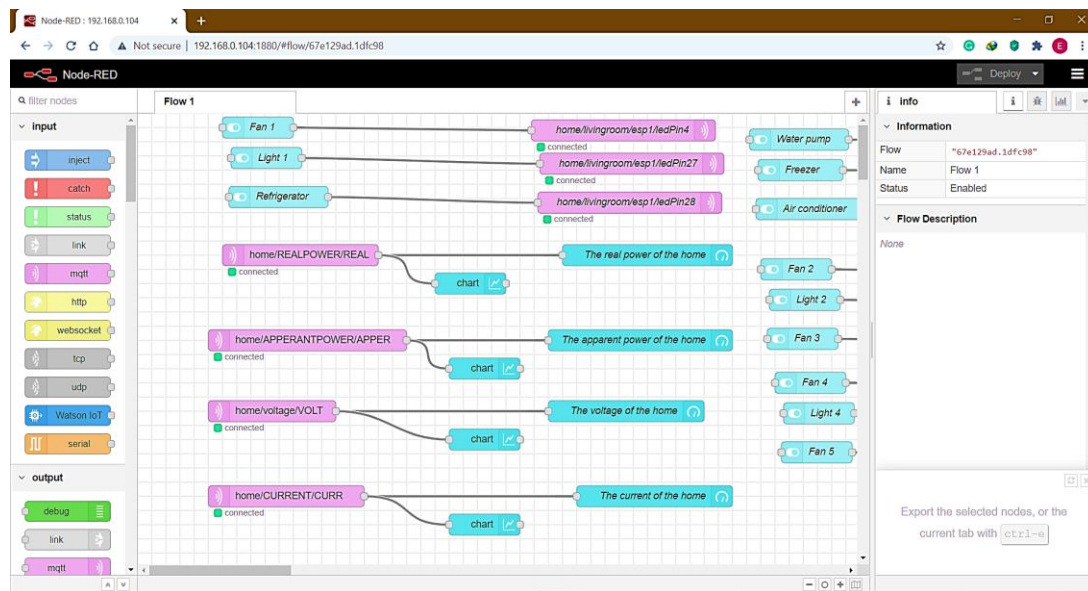 Node-RED : 192.168.0.104
Not secure | 192.168.0.104:1880/#flow/67e129ad.1dfc98
E
Node-RED
Deploy
filter nodes
input
inject
catch
status
link
mqtt
http
websocket
tcp
udp
Watson IoT
serial
output
debug
link
mqtt
Flow 1
Fan 1
home/livingroom/esp1/ledPin4
connected
Light 1
home/livingroom/esp1/ledPin27
connected
Refrigerator
home/livingroom/esp1/ledPin28
connected
home/REALPOWER/REAL
connected
The real power of the home
chart
home/APPERANTPOWER/APPER
connected
The apparent power of the home
chart
home/voltage/VOLT
connected
The voltage of the home
chart
home/CURRENT/CURR
connected
The current of the home
chart
Water pump
Freezer
Air conditioner
Fan 2
Light 2
Fan 3
Fan 4
Light 4
Fan 5
i info
i
Information
Flow "67e129ad.1dfc98"
Name Flow 1
Status Enabled
Flow Description
None
Export the selected nodes, or the
current tab with ctrl-e